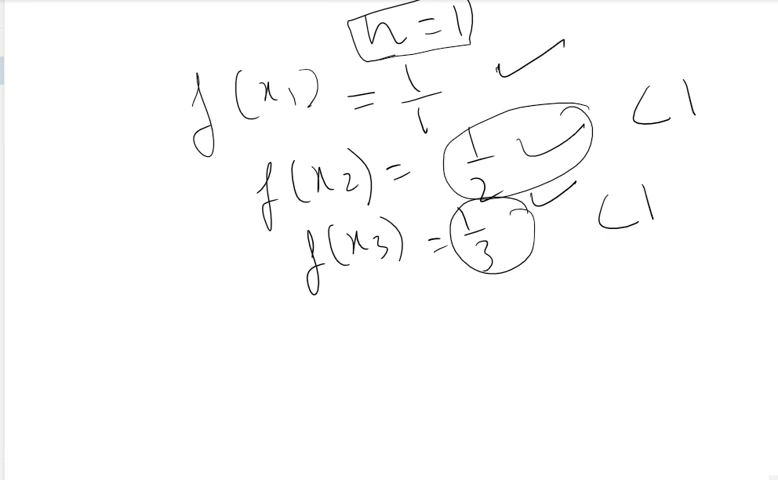 n = 1
f(x₁) = 1/1 ✓
f(x₂) = 1/2 ✓ < 1
f(x₃) = 1/3 ✓ < 1